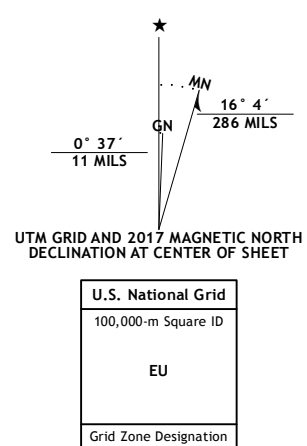 ★
MN
GN
16° 4´
286 MILS
0° 37´
11 MILS
UTM GRID AND 2017 MAGNETIC NORTH
DECLINATION AT CENTER OF SHEET
U.S. National Grid
100,000-m Square ID
EU
Grid Zone Designation